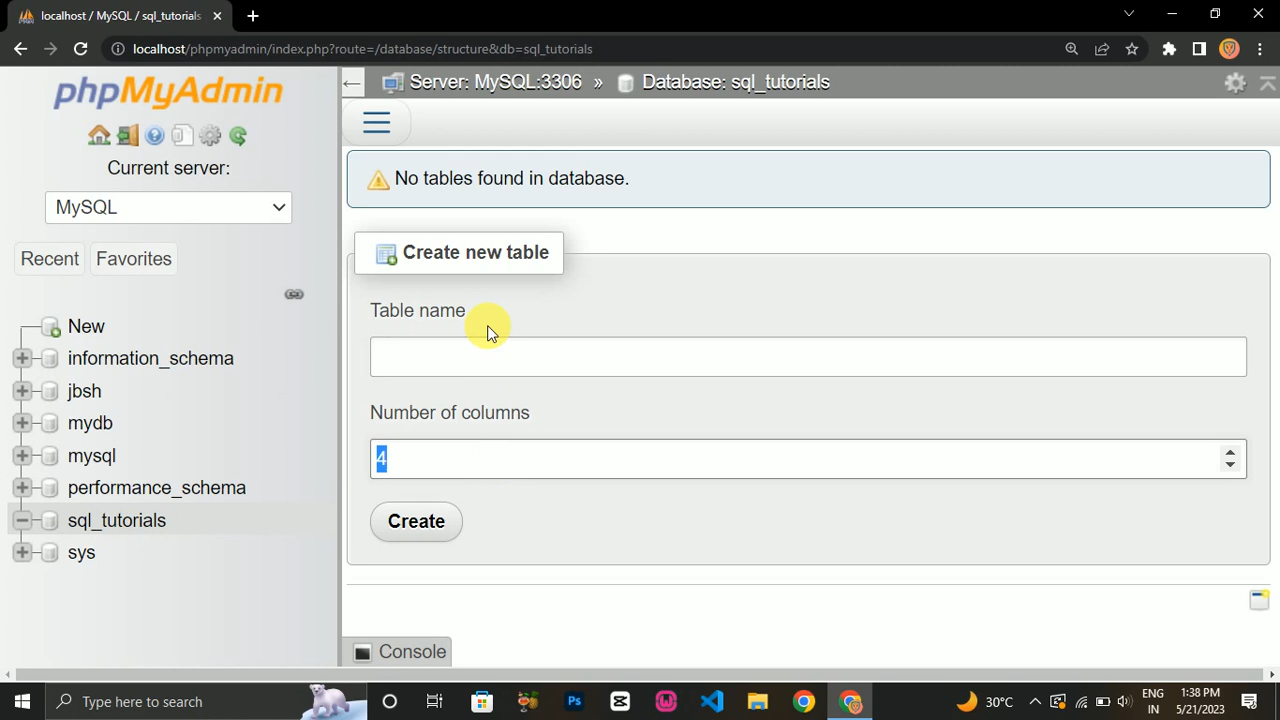 localhost / MySQL / sql_tutorials
localhost/phpmyadmin/index.php?route=/database/structure&db=sql_tutorials
phpMyAdmin
Current server:
MySQL
Recent
Favorites
New
information_schema
jbsh
mydb
mysql
performance_schema
sql_tutorials
sys
Server: MySQL:3306 » Database: sql_tutorials
No tables found in database.
Create new table
Table name
Number of columns
4
Create
Console
Type here to search
Ps
30°C
ENG
IN
1:38 PM
5/21/2023